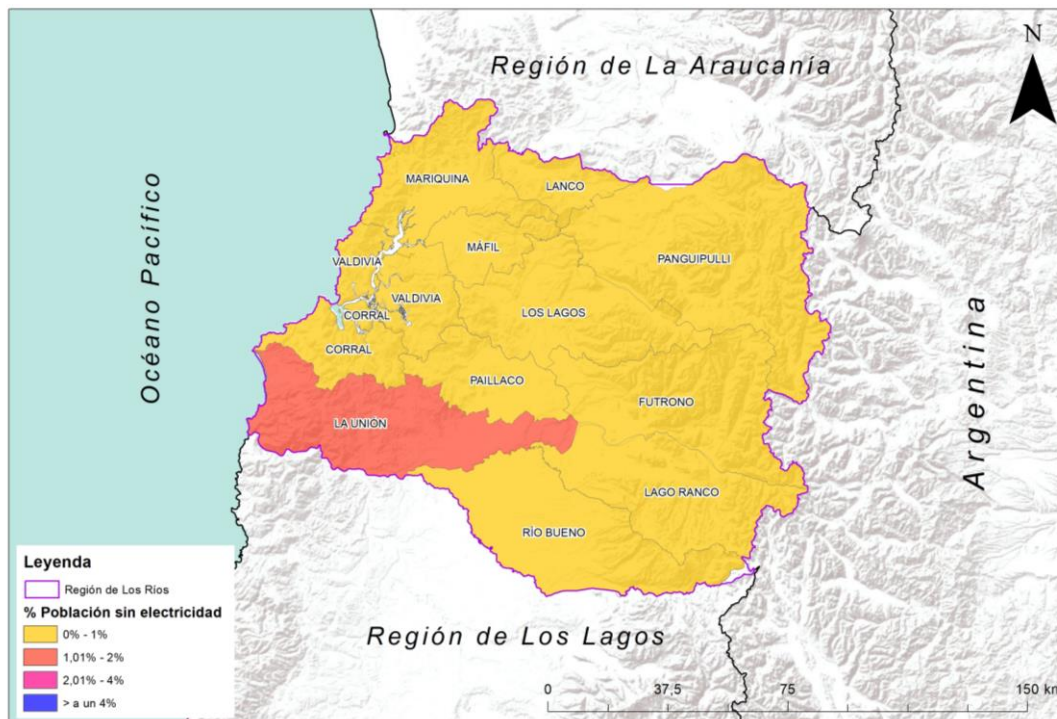 N
Región de La Araucanía
Océano Pacífico
Argentina
MARIQUINA
LANCO
MÁFIL
PANGUIPULLI
VALDIVIA
VALDIVIA
CORRAL
LOS LAGOS
CORRAL
PAILLACO
FUTRONO
LA UNIÓN
LAGO RANCO
RÍO BUENO
Región de Los Lagos
Leyenda
Región de Los Ríos
% Población sin electricidad
0% - 1%
1,01% - 2%
2,01% - 4%
> a un 4%
0 37,5 75 150 km